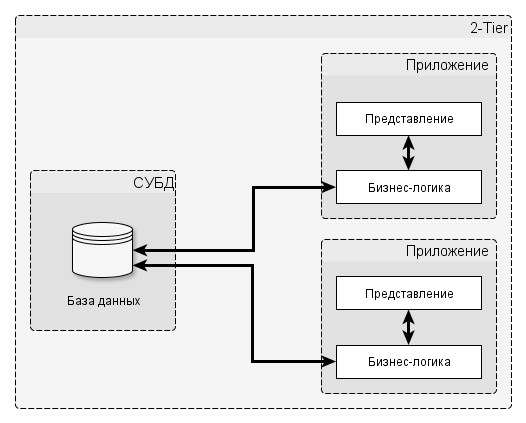 2-Tier
Приложение
Представление
Бизнес-логика
СУБД
База данных
Приложение
Представление
Бизнес-логика